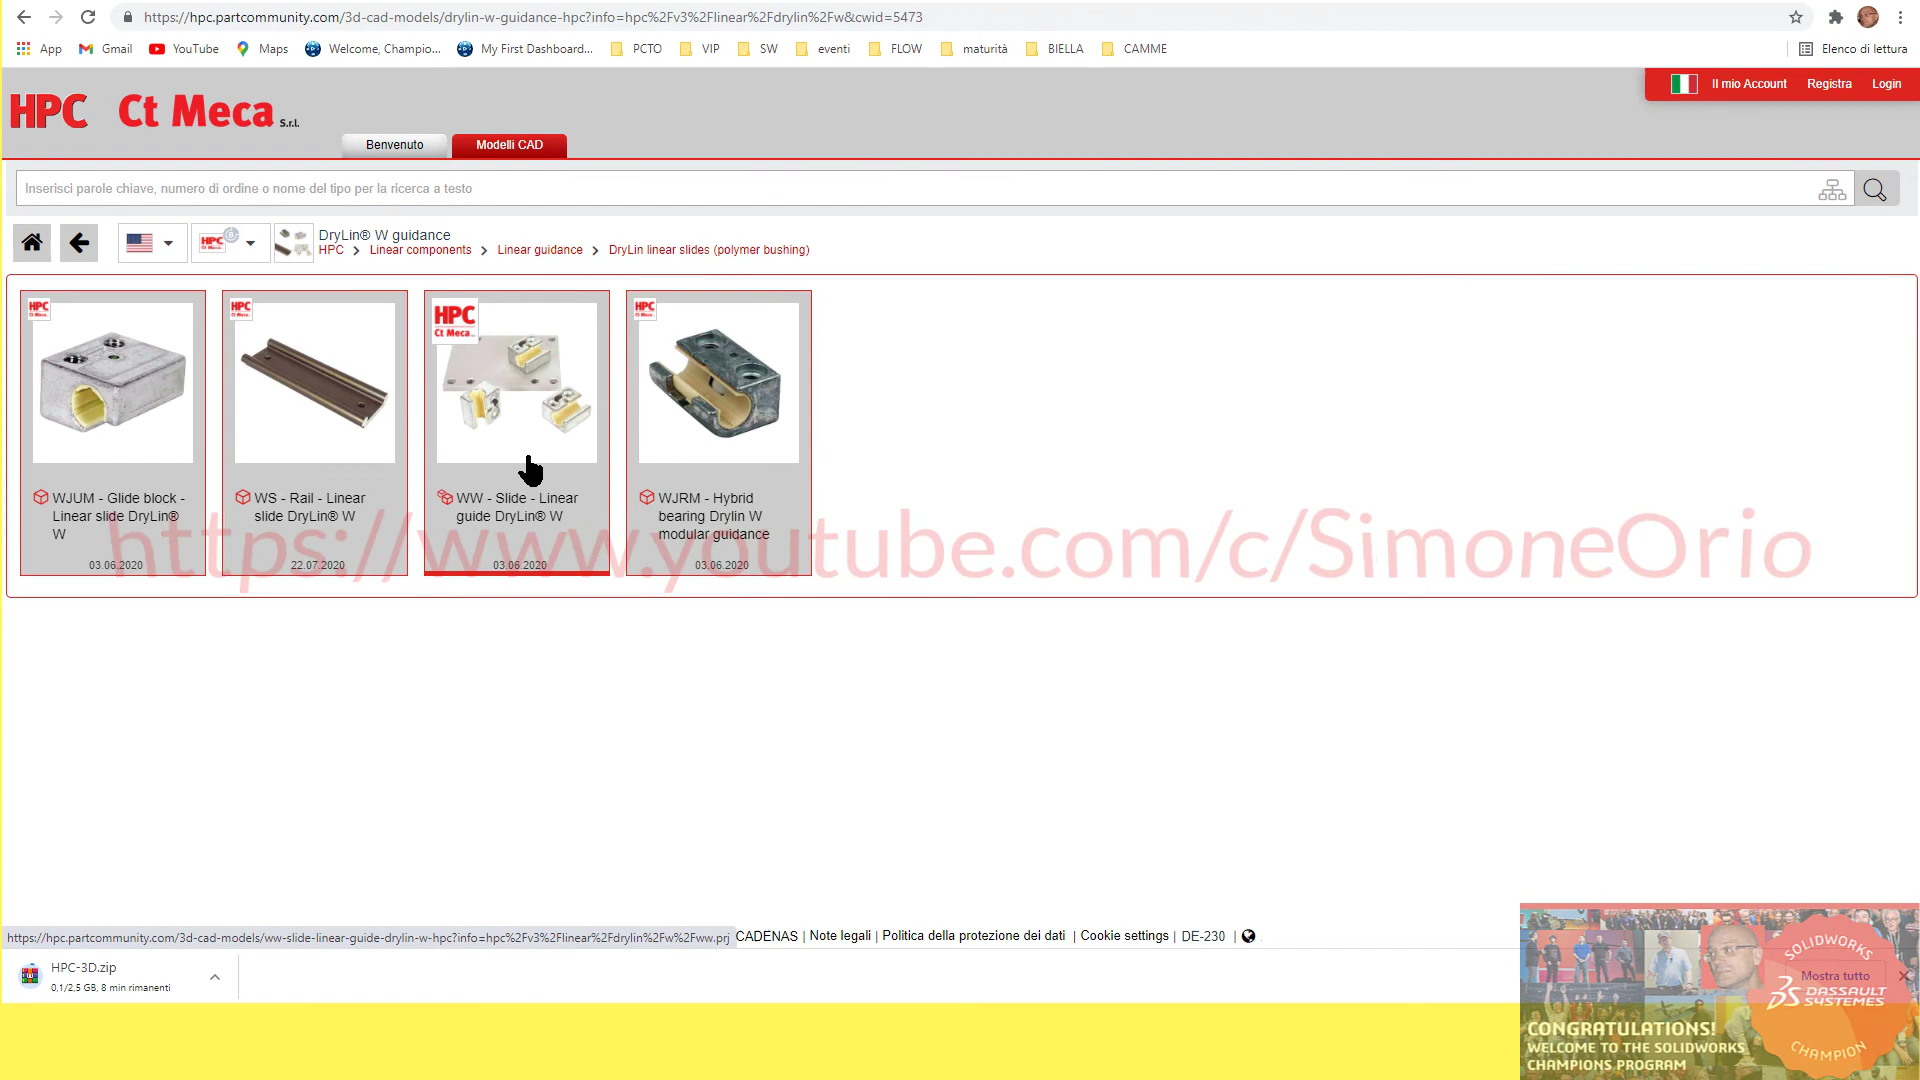 https://hpc.partcommunity.com/3d-cad-models/drylin-w-guidance-hpc?info=hpc%2Fv3%2Flinear%2Fdrylin%2Fw&cwid=5473
App Gmail YouTube Maps Welcome, Champio... My First Dashboard... PCTO VIP SW eventi FLOW maturità BIELLA CAMME Elenco di lettura
Il mio Account Registra Login
HPC Ct Meca S.r.l.
Benvenuto Modelli CAD
Inserisci parole chiave, numero di ordine o nome del tipo per la ricerca a testo
DryLin® W guidance
HPC > Linear components > Linear guidance > DryLin linear slides (polymer bushing)
WJUM - Glide block -
Linear slide DryLin®
W
03.06.2020
WS - Rail - Linear
slide DryLin® W
22.07.2020
HPC
Ct Meca...
WW - Slide - Linear
guide DryLin® W
03.06.2020
WJRM - Hybrid
bearing Drylin W
modular guidance
03.06.2020
https://www.youtube.com/c/SimoneOrio
https://hpc.partcommunity.com/3d-cad-models/ww-slide-linear-guide-drylin-w-hpc?info=hpc%2Fv3%2Flinear%2Fdrylin%2Fw%2Fww.prj
CADENAS | Note legali | Politica della protezione dei dati | Cookie settings | DE-230 |
HPC-3D.zip
0,1/2,5 GB, 8 min rimanenti
Mostra tutto
SOLIDWORKS
DASSAULT
SYSTEMES
CHAMPION
CONGRATULATIONS!
WELCOME TO THE SOLIDWORKS
CHAMPIONS PROGRAM